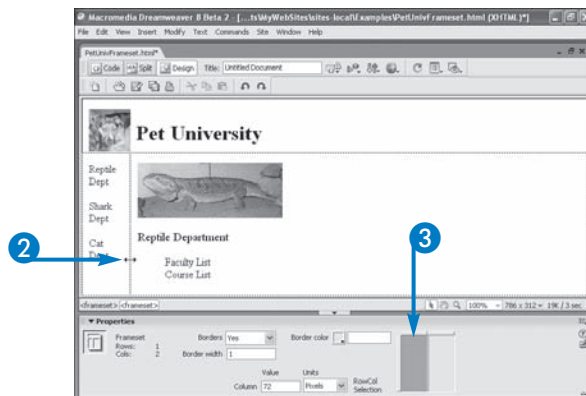 Macromedia Dreamweaver 8 Beta 2 - [...ts\MyWebSites\sites-local\Examples\PetUnivFrameset.html (XHTML)*]
File Edit View Insert Modify Text Commands Site Window Help
PetUnivFrameset.html*
Code Split Design Title: Untitled Document
Pet University
Reptile
Dept
Shark
Dept
Cat
Dept
Reptile Department
Faculty List
Course List
2
3
<frameset> <frameset>
100% 786 x 312 19K / 3 sec
Properties
Frameset Borders Yes Border color
Rows: 1
Cols: 2 Border width 1
Value Units
Column 72 Pixels RowCol
Selection